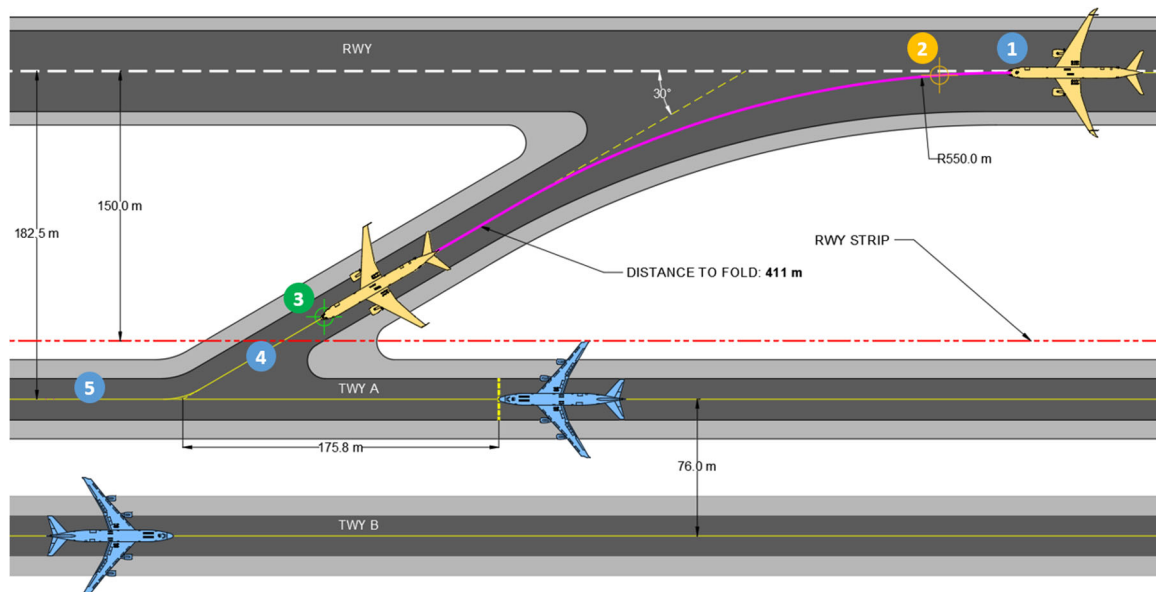 2
1
RWY
30°
R550.0 m
150.0 m
182.5 m
RWY STRIP
DISTANCE TO FOLD: 411 m
3
4
5
TWY A
175.8 m
76.0 m
TWY B